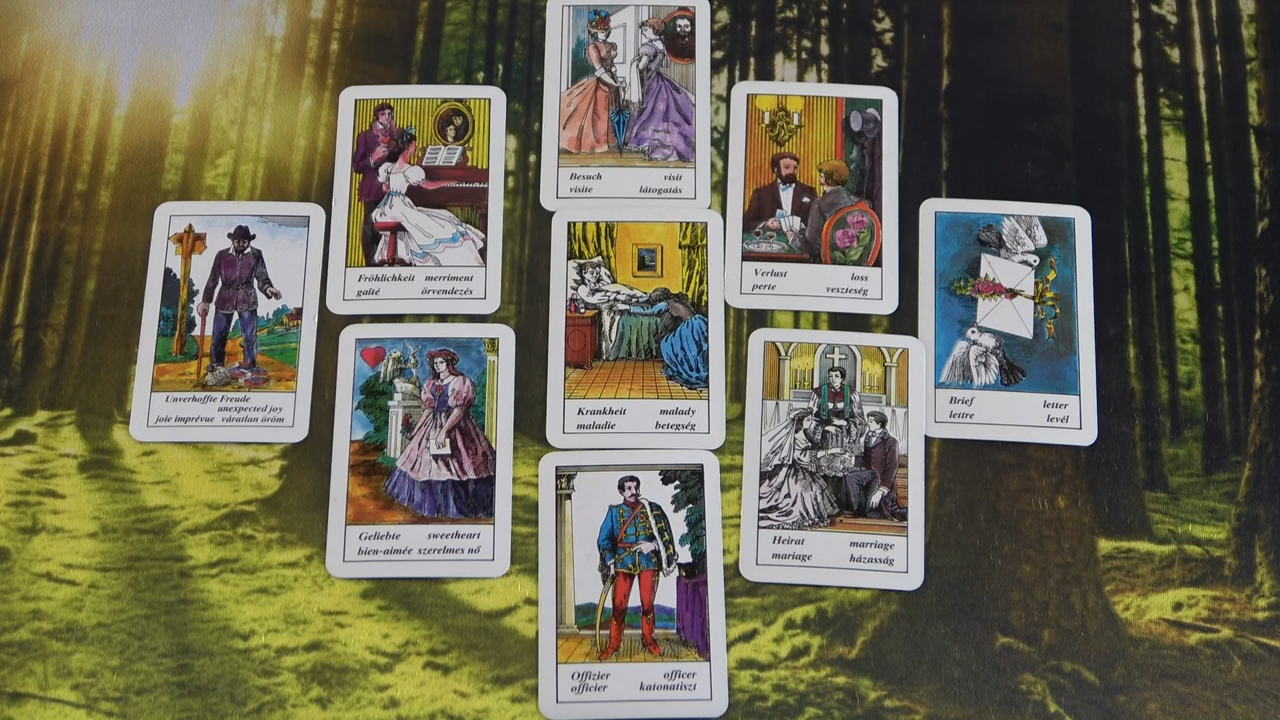 Besuch visit
visite látogatás
Fröhlichkeit merriment
gaîté örvendezés
Verlust loss
perte veszteség
Unverhoffte Freude
unexpected joy
joie imprévue váratlan öröm
Krankheit malady
maladie betegség
Brief letter
lettre levél
Geliebte sweetheart
bien-aimée szerelmes nő
Heirat marriage
mariage házasság
Offizier officer
officier katonatiszt